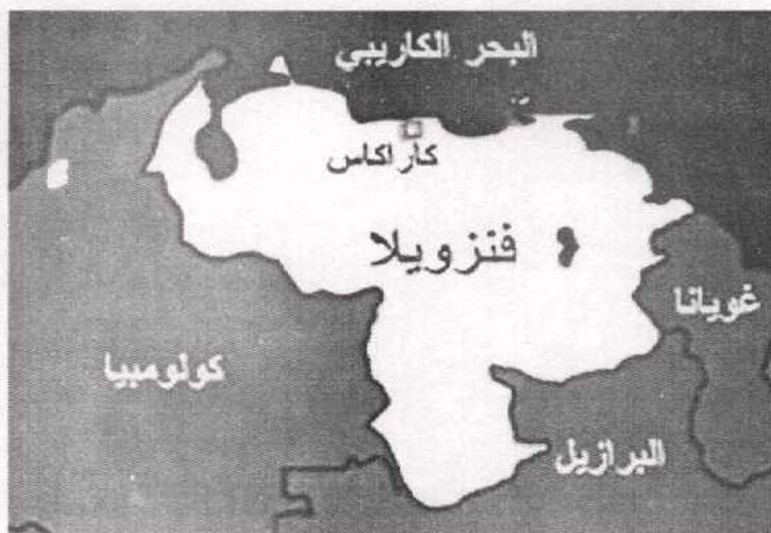 البحر الكاريبي
كاراكاس
فنزويلا
غويانا
كولومبيا
البرازيل